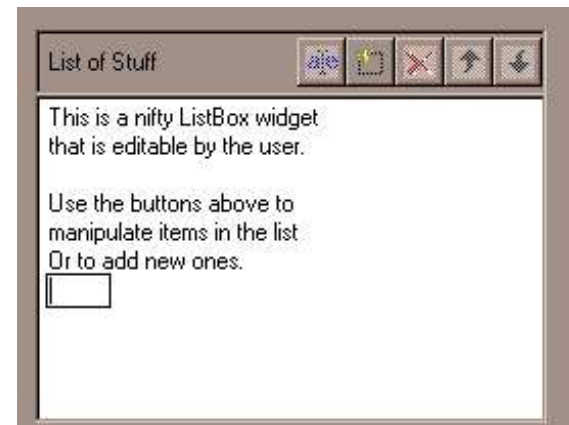 List of Stuff
This is a nifty ListBox widget
that is editable by the user.
Use the buttons above to
manipulate items in the list
Or to add new ones.